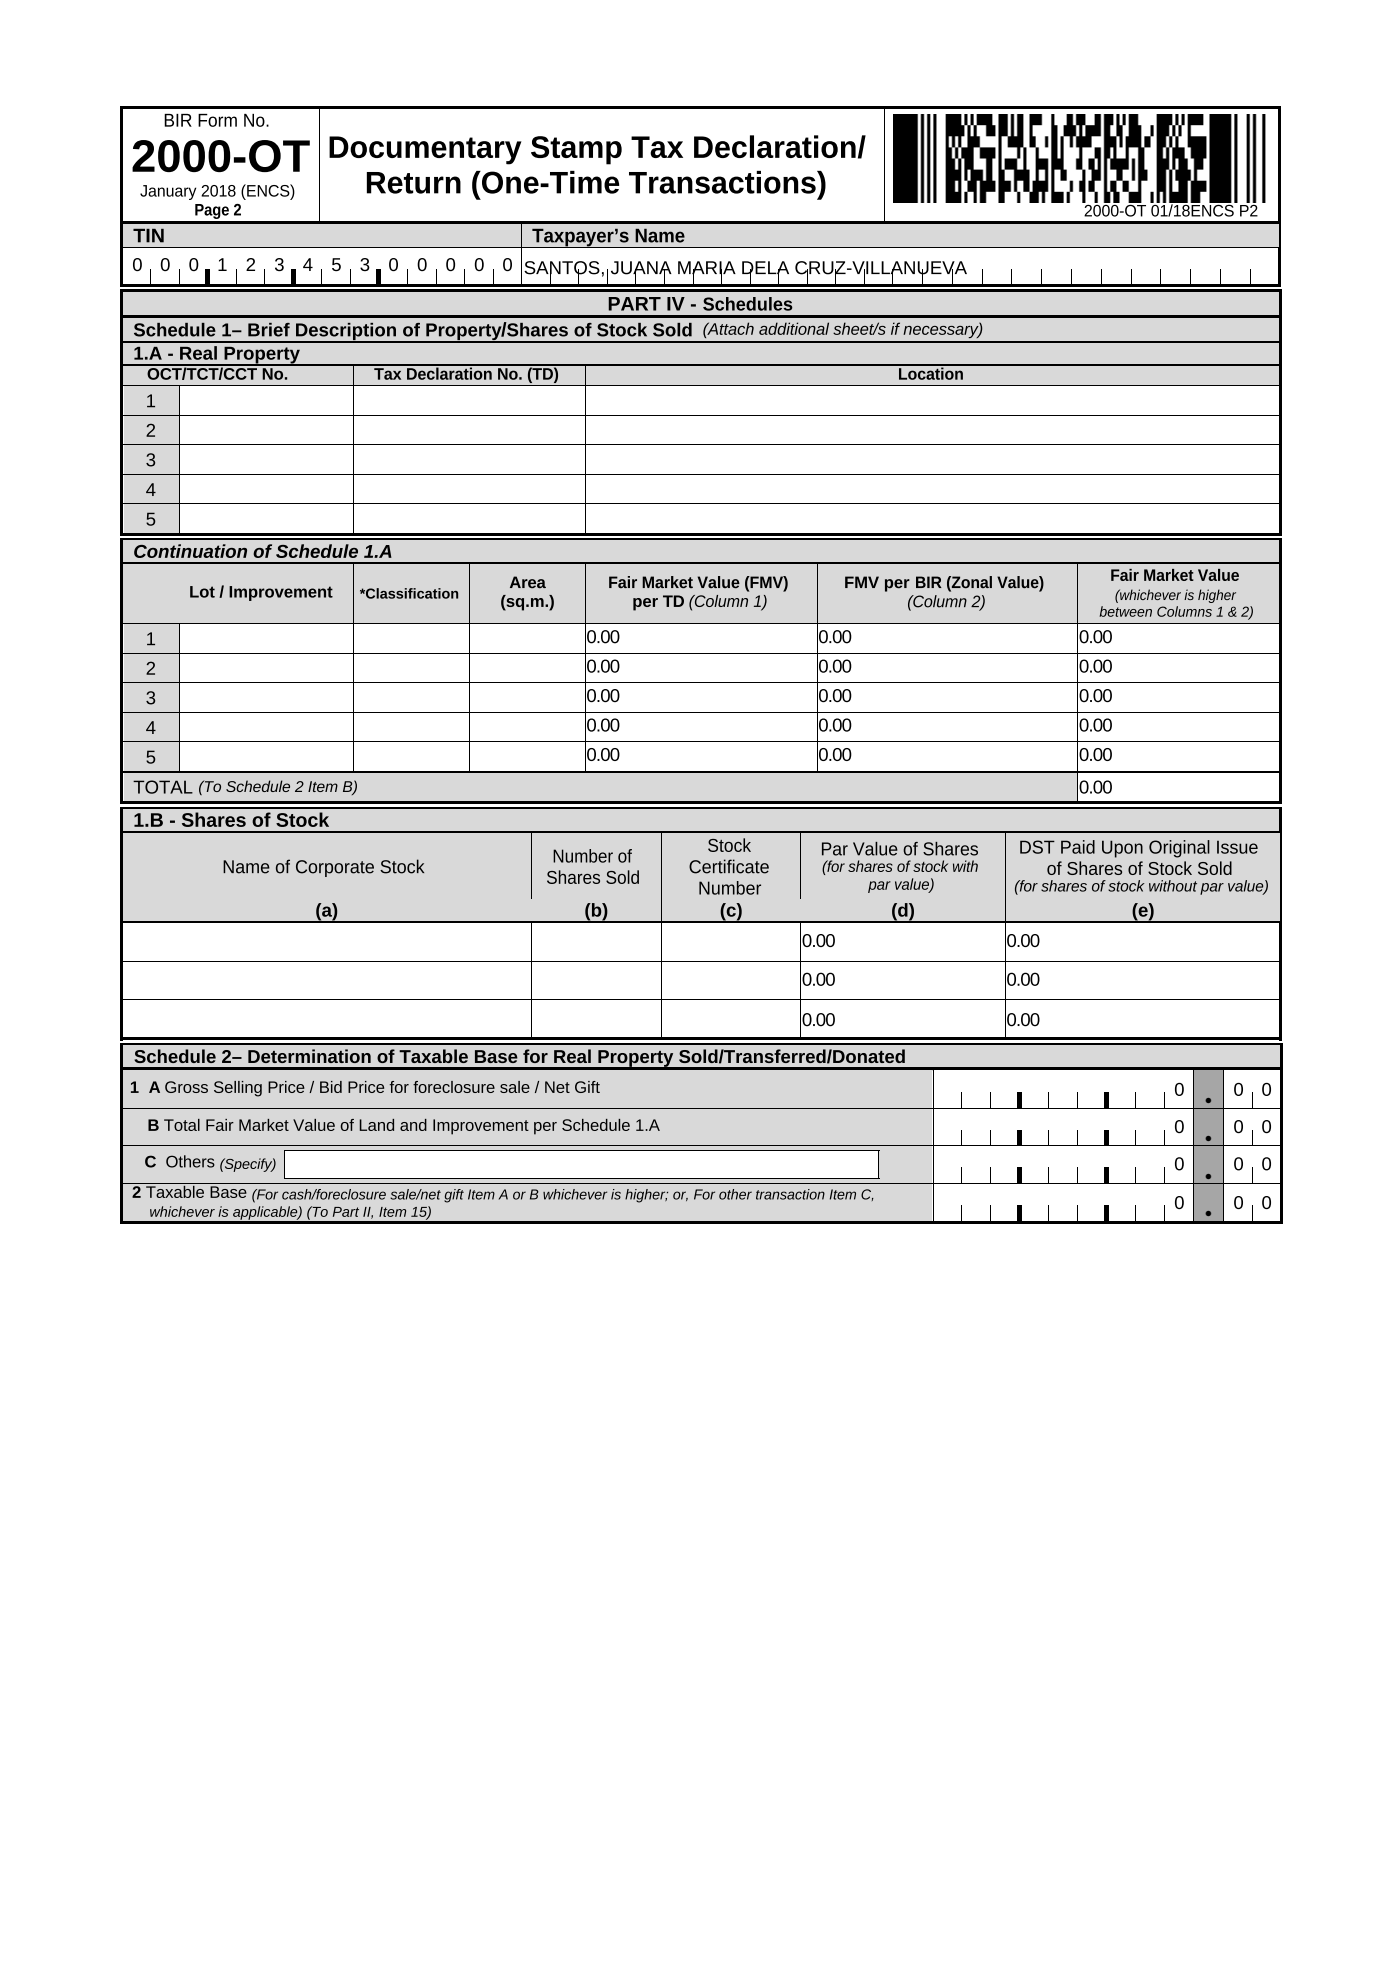 BIR Form No.
2000-OT
January 2018 (ENCS)
Page 2
Documentary Stamp Tax Declaration/
Return (One-Time Transactions)
2000-OT 01/18ENCS P2
TIN
Taxpayer’s Name
0 0 0 1 2 3 4 5 3 0 0 0 0 0
SANTOS, JUANA MARIA DELA CRUZ-VILLANUEVA
PART IV - Schedules
Schedule 1– Brief Description of Property/Shares of Stock Sold (Attach additional sheet/s if necessary)
1.A - Real Property
OCT/TCT/CCT No. Tax Declaration No. (TD) Location
1
2
3
4
5
Continuation of Schedule 1.A
Lot / Improvement
*Classification
Area
(sq.m.)
Fair Market Value (FMV)
per TD (Column 1)
FMV per BIR (Zonal Value)
(Column 2)
Fair Market Value
(whichever is higher
between Columns 1 & 2)
1 0.00 0.00 0.00
2 0.00 0.00 0.00
3 0.00 0.00 0.00
4 0.00 0.00 0.00
5 0.00 0.00 0.00
TOTAL (To Schedule 2 Item B) 0.00
1.B - Shares of Stock
Name of Corporate Stock
(a)
Number of
Shares Sold
(b)
Stock
Certificate
Number
(c)
Par Value of Shares
(for shares of stock with
par value)
(d)
DST Paid Upon Original Issue
of Shares of Stock Sold
(for shares of stock without par value)
(e)
0.00 0.00
0.00 0.00
0.00 0.00
Schedule 2– Determination of Taxable Base for Real Property Sold/Transferred/Donated
1 A Gross Selling Price / Bid Price for foreclosure sale / Net Gift 0 . 0 0
B Total Fair Market Value of Land and Improvement per Schedule 1.A 0 . 0 0
C Others (Specify) 0 . 0 0
2 Taxable Base (For cash/foreclosure sale/net gift Item A or B whichever is higher; or, For other transaction Item C,
whichever is applicable) (To Part II, Item 15) 0 . 0 0